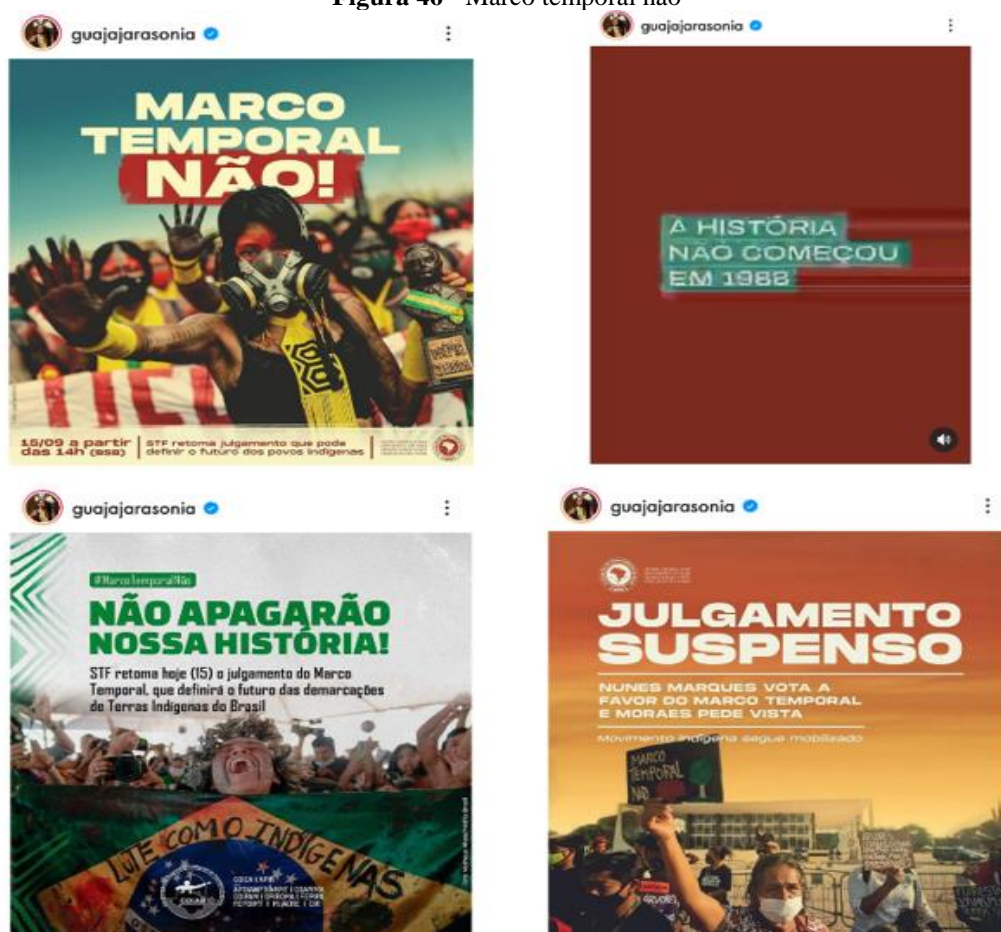 Figura 46 - Marco temporal não
guajajarasonia
MARCO
TEMPORAL
NÃO!
15/09 a partir
das 14h (BSB)
STF retoma julgamento que pode
definir o futuro dos povos indígenas
guajajarasonia
A HISTÓRIA
NÃO COMEÇOU
EM 1988
guajajarasonia
#MarcoTemporalNão
NÃO APAGARÃO
NOSSA HISTÓRIA!
STF retoma hoje (15) o julgamento do Marco
Temporal, que definirá o futuro das demarcações
de Terras Indígenas do Brasil
LUTE COMO INDÍGENAS
COIAB
guajajarasonia
JULGAMENTO
SUSPENSO
NUNES MARQUES VOTA A
FAVOR DO MARCO TEMPORAL
E MORAES PEDE VISTA
Movimento indígena segue mobilizado
MARCO
TEMPORAL
NÃO